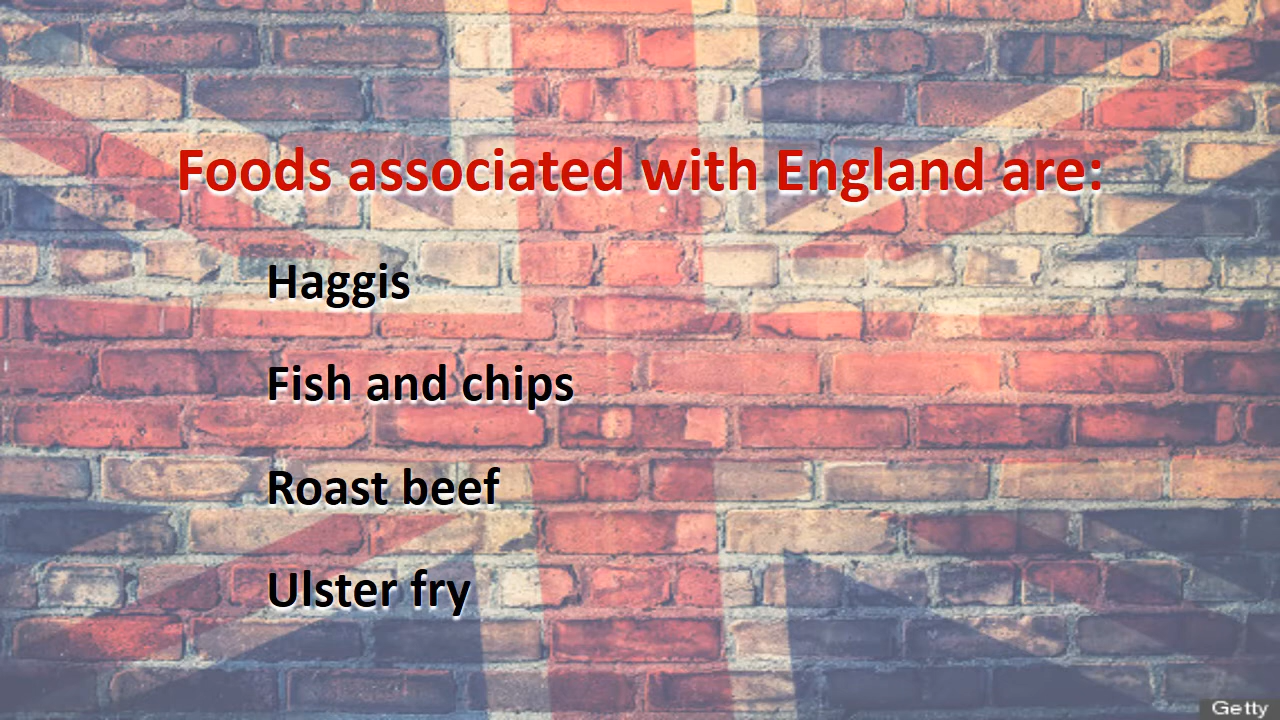 Foods associated with England are:
Haggis
Fish and chips
Roast beef
Ulster fry
Getty